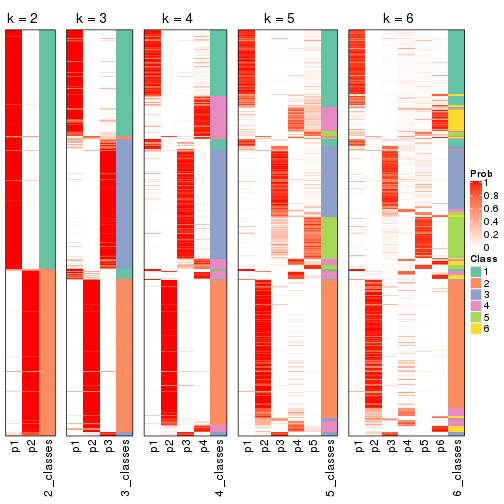 k = 2
k = 3
k = 4
k = 5
k = 6
p1
p2
2_classes
p1
p2
p3
3_classes
p1
p2
p3
p4
4_classes
p1
p2
p3
p4
p5
5_classes
p1
p2
p3
p4
p5
p6
6_classes
Prob
1
0.8
0.6
0.4
0.2
0
Class
1
2
3
4
5
6